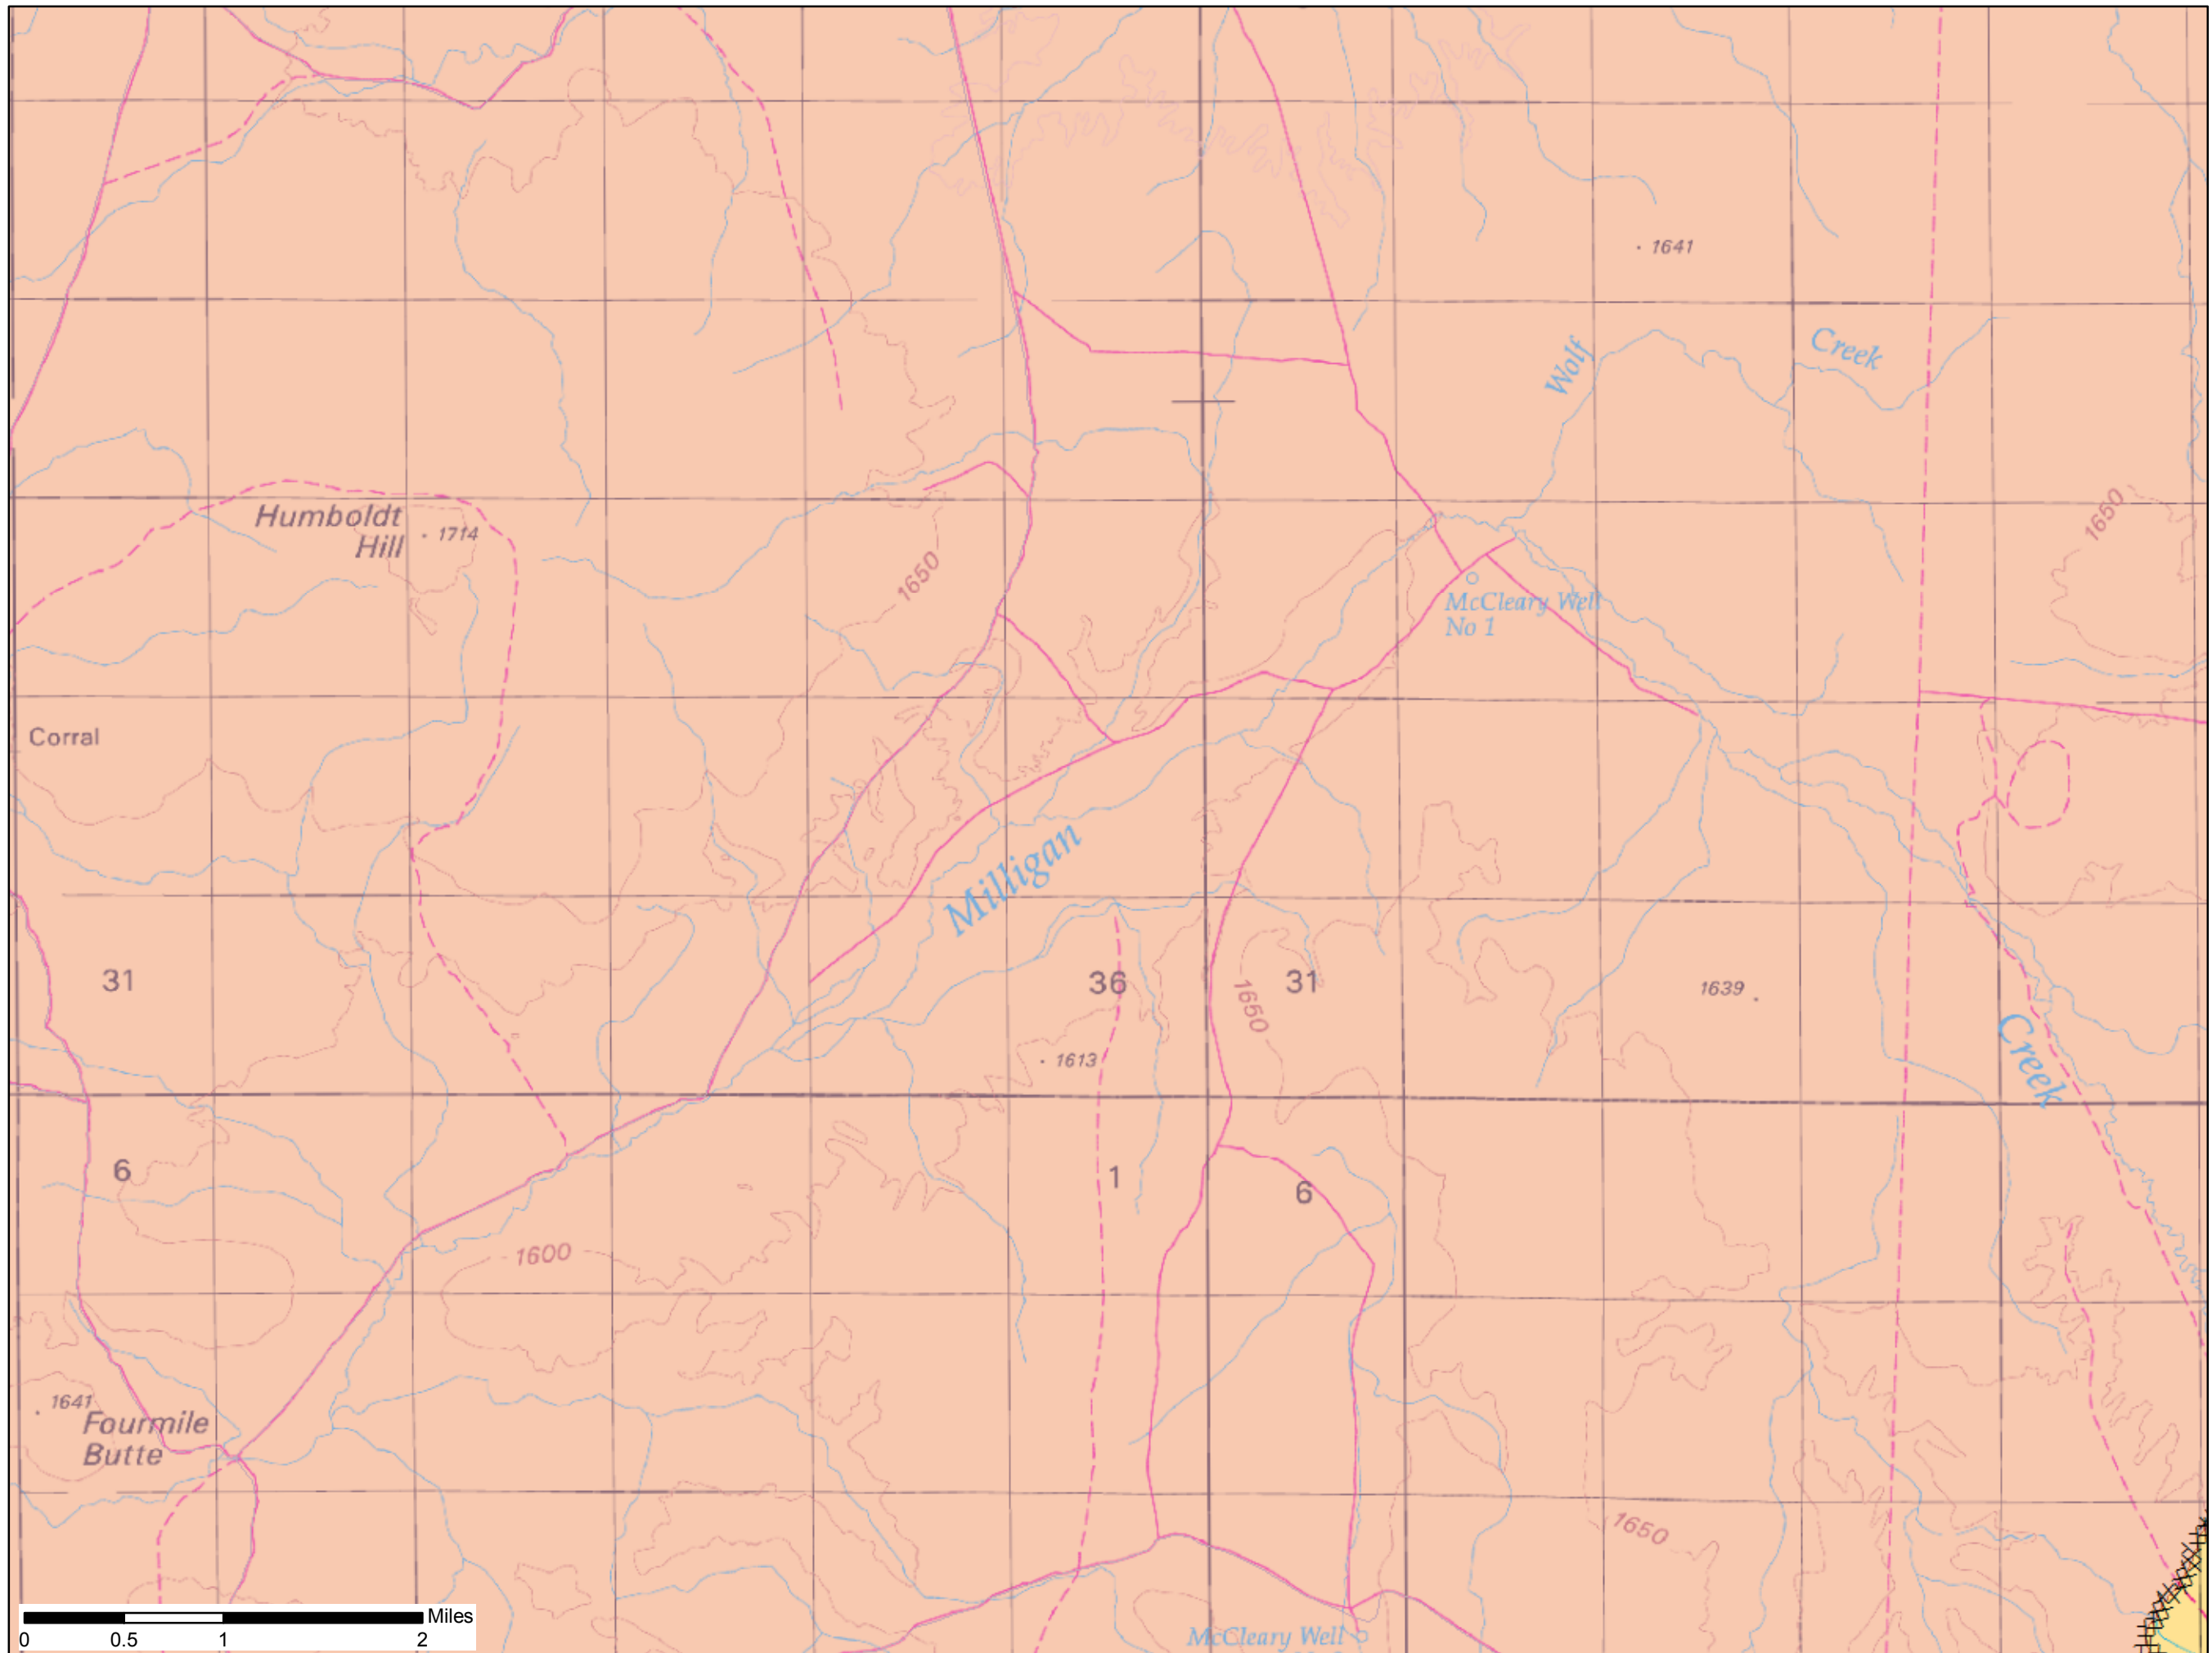 1641
Wolf
Creek
Humboldt
Hill
1714
1650
1650
McCleary Well
No 1
Corral
Milligan
31
36
31
1650
1639
1613
Creek
6
1
6
1600
1641
Fourmile
Butte
1650
McCleary Well
Miles
0 0.5 1 2